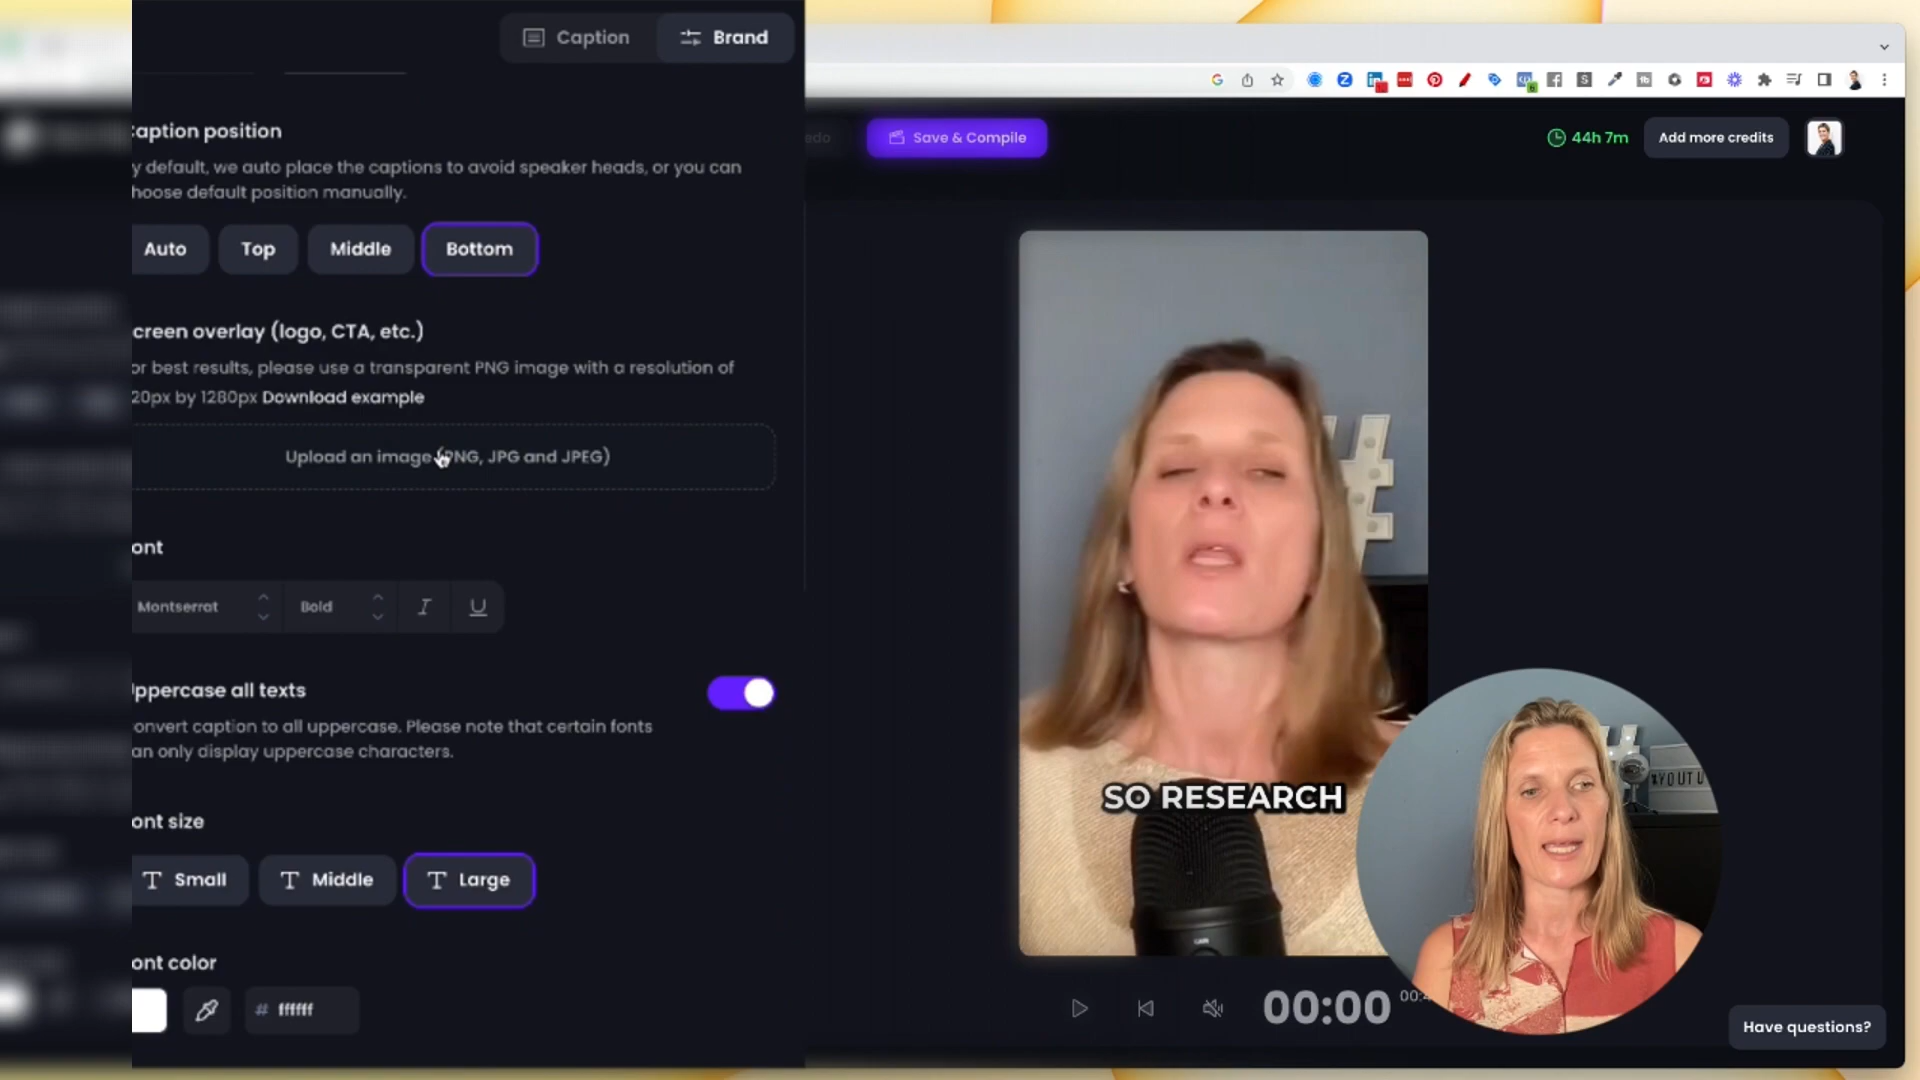 Caption
Brand
aption position
y default, we auto place the captions to avoid speaker heads, or you can
hoose default position manually.
Auto
Top
Middle
Bottom
creen overlay (logo, CTA, etc.)
or best results, please use a transparent PNG image with a resolution of
20px by 1280px Download example
Upload an image (PNG, JPG and JPEG)
ont
Montserrat
Bold
ppercase all texts
onvert caption to all uppercase. Please note that certain fonts
an only display uppercase characters.
ont size
Small
Middle
Large
ont color
# ffffff
edo
Save & Compile
44h 7m
Add more credits
#
SO RESEARCH
#YOUTU
00:00
00:
Have questions?